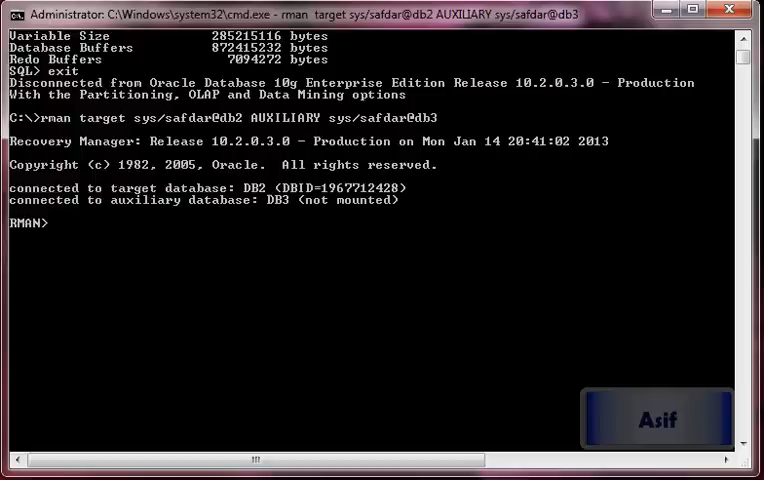 Administrator: C:\Windows\system32\cmd.exe - rman target sys/safdar@db2 AUXILIARY sys/safdar@db3
Variable Size 285215116 bytes
Database Buffers 872415232 bytes
Redo Buffers 7094272 bytes
SQL> exit
Disconnected from Oracle Database 10g Enterprise Edition Release 10.2.0.3.0 - Production
With the Partitioning, OLAP and Data Mining options
C:\>rman target sys/safdar@db2 AUXILIARY sys/safdar@db3
Recovery Manager: Release 10.2.0.3.0 - Production on Mon Jan 14 20:41:02 2013
Copyright (c) 1982, 2005, Oracle. All rights reserved.
connected to target database: DB2 (DBID=1967712428)
connected to auxiliary database: DB3 (not mounted)
RMAN>
Asif